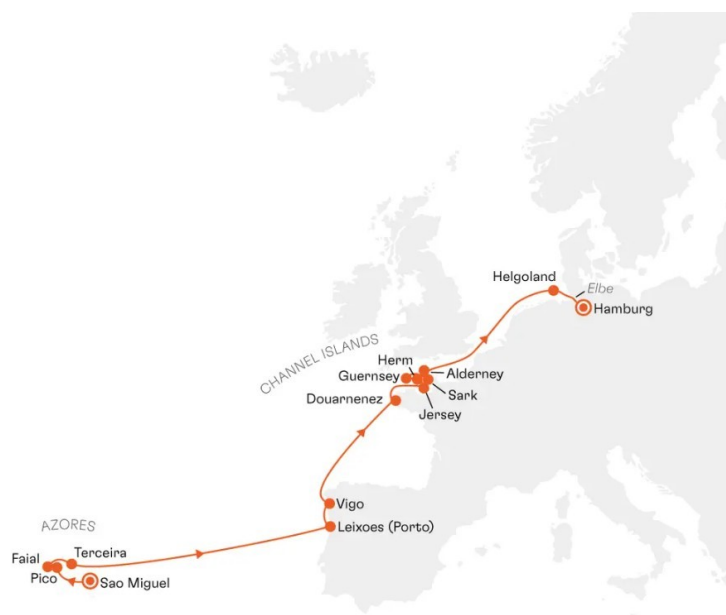 Helgoland
Elbe
Hamburg
CHANNEL ISLANDS
Herm
Alderney
Guernsey
Sark
Douarnenez
Jersey
Vigo
Leixoes (Porto)
AZORES
Terceira
Faial
Pico
Sao Miguel